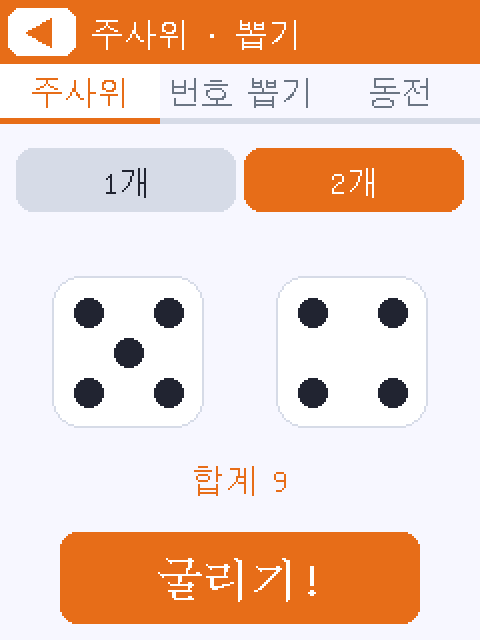 주사위 · 뽑기
주사위 번호 뽑기 동전
1개 2개
합계 9
굴리기!